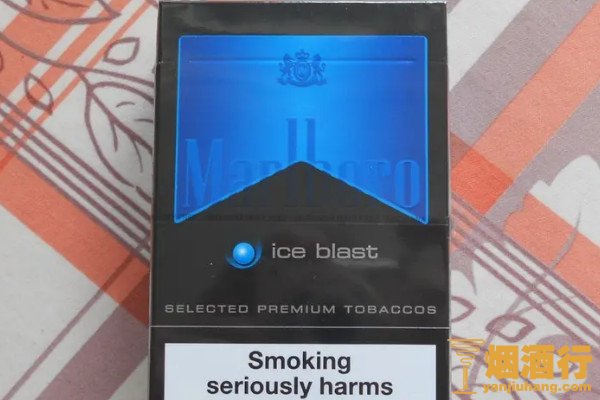 Marlboro
ice blast
SELECTED PREMIUM TOBACCOS
Smoking
seriously harms
烟酒行
yanjiuhang.com